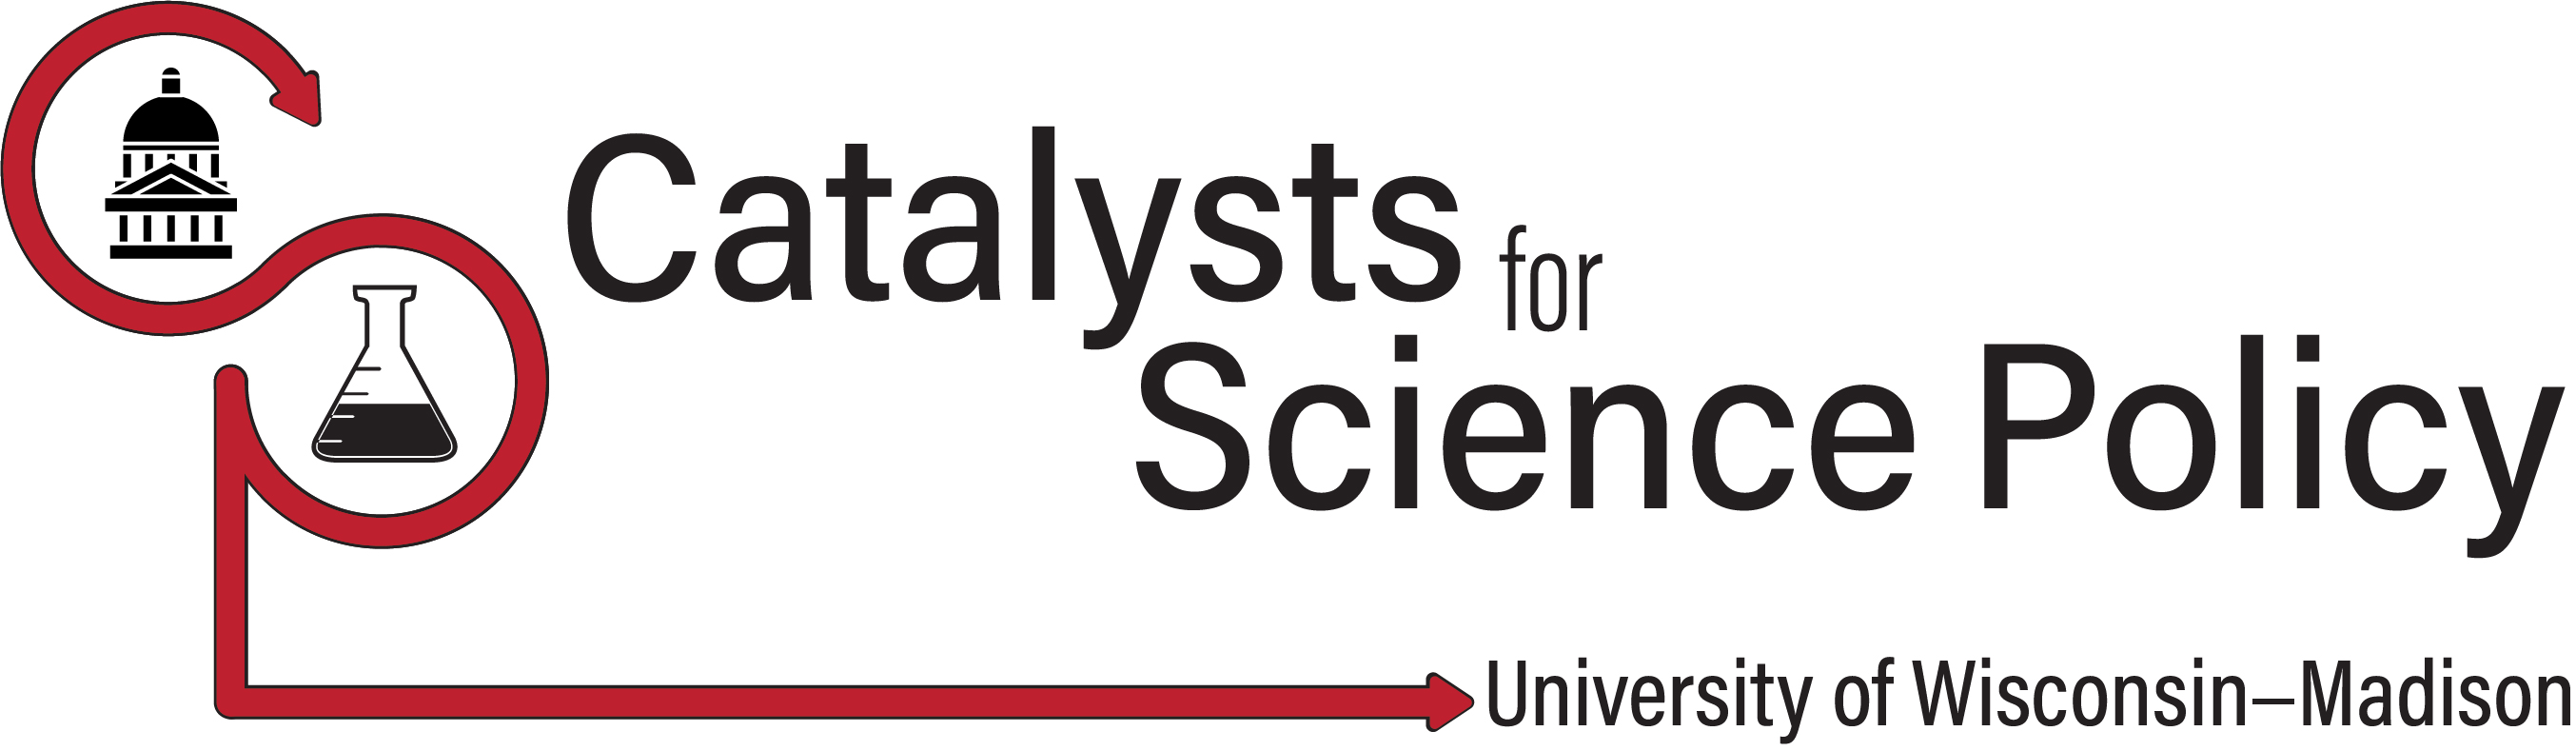 Catalysts for
Science Policy
University of Wisconsin–Madison